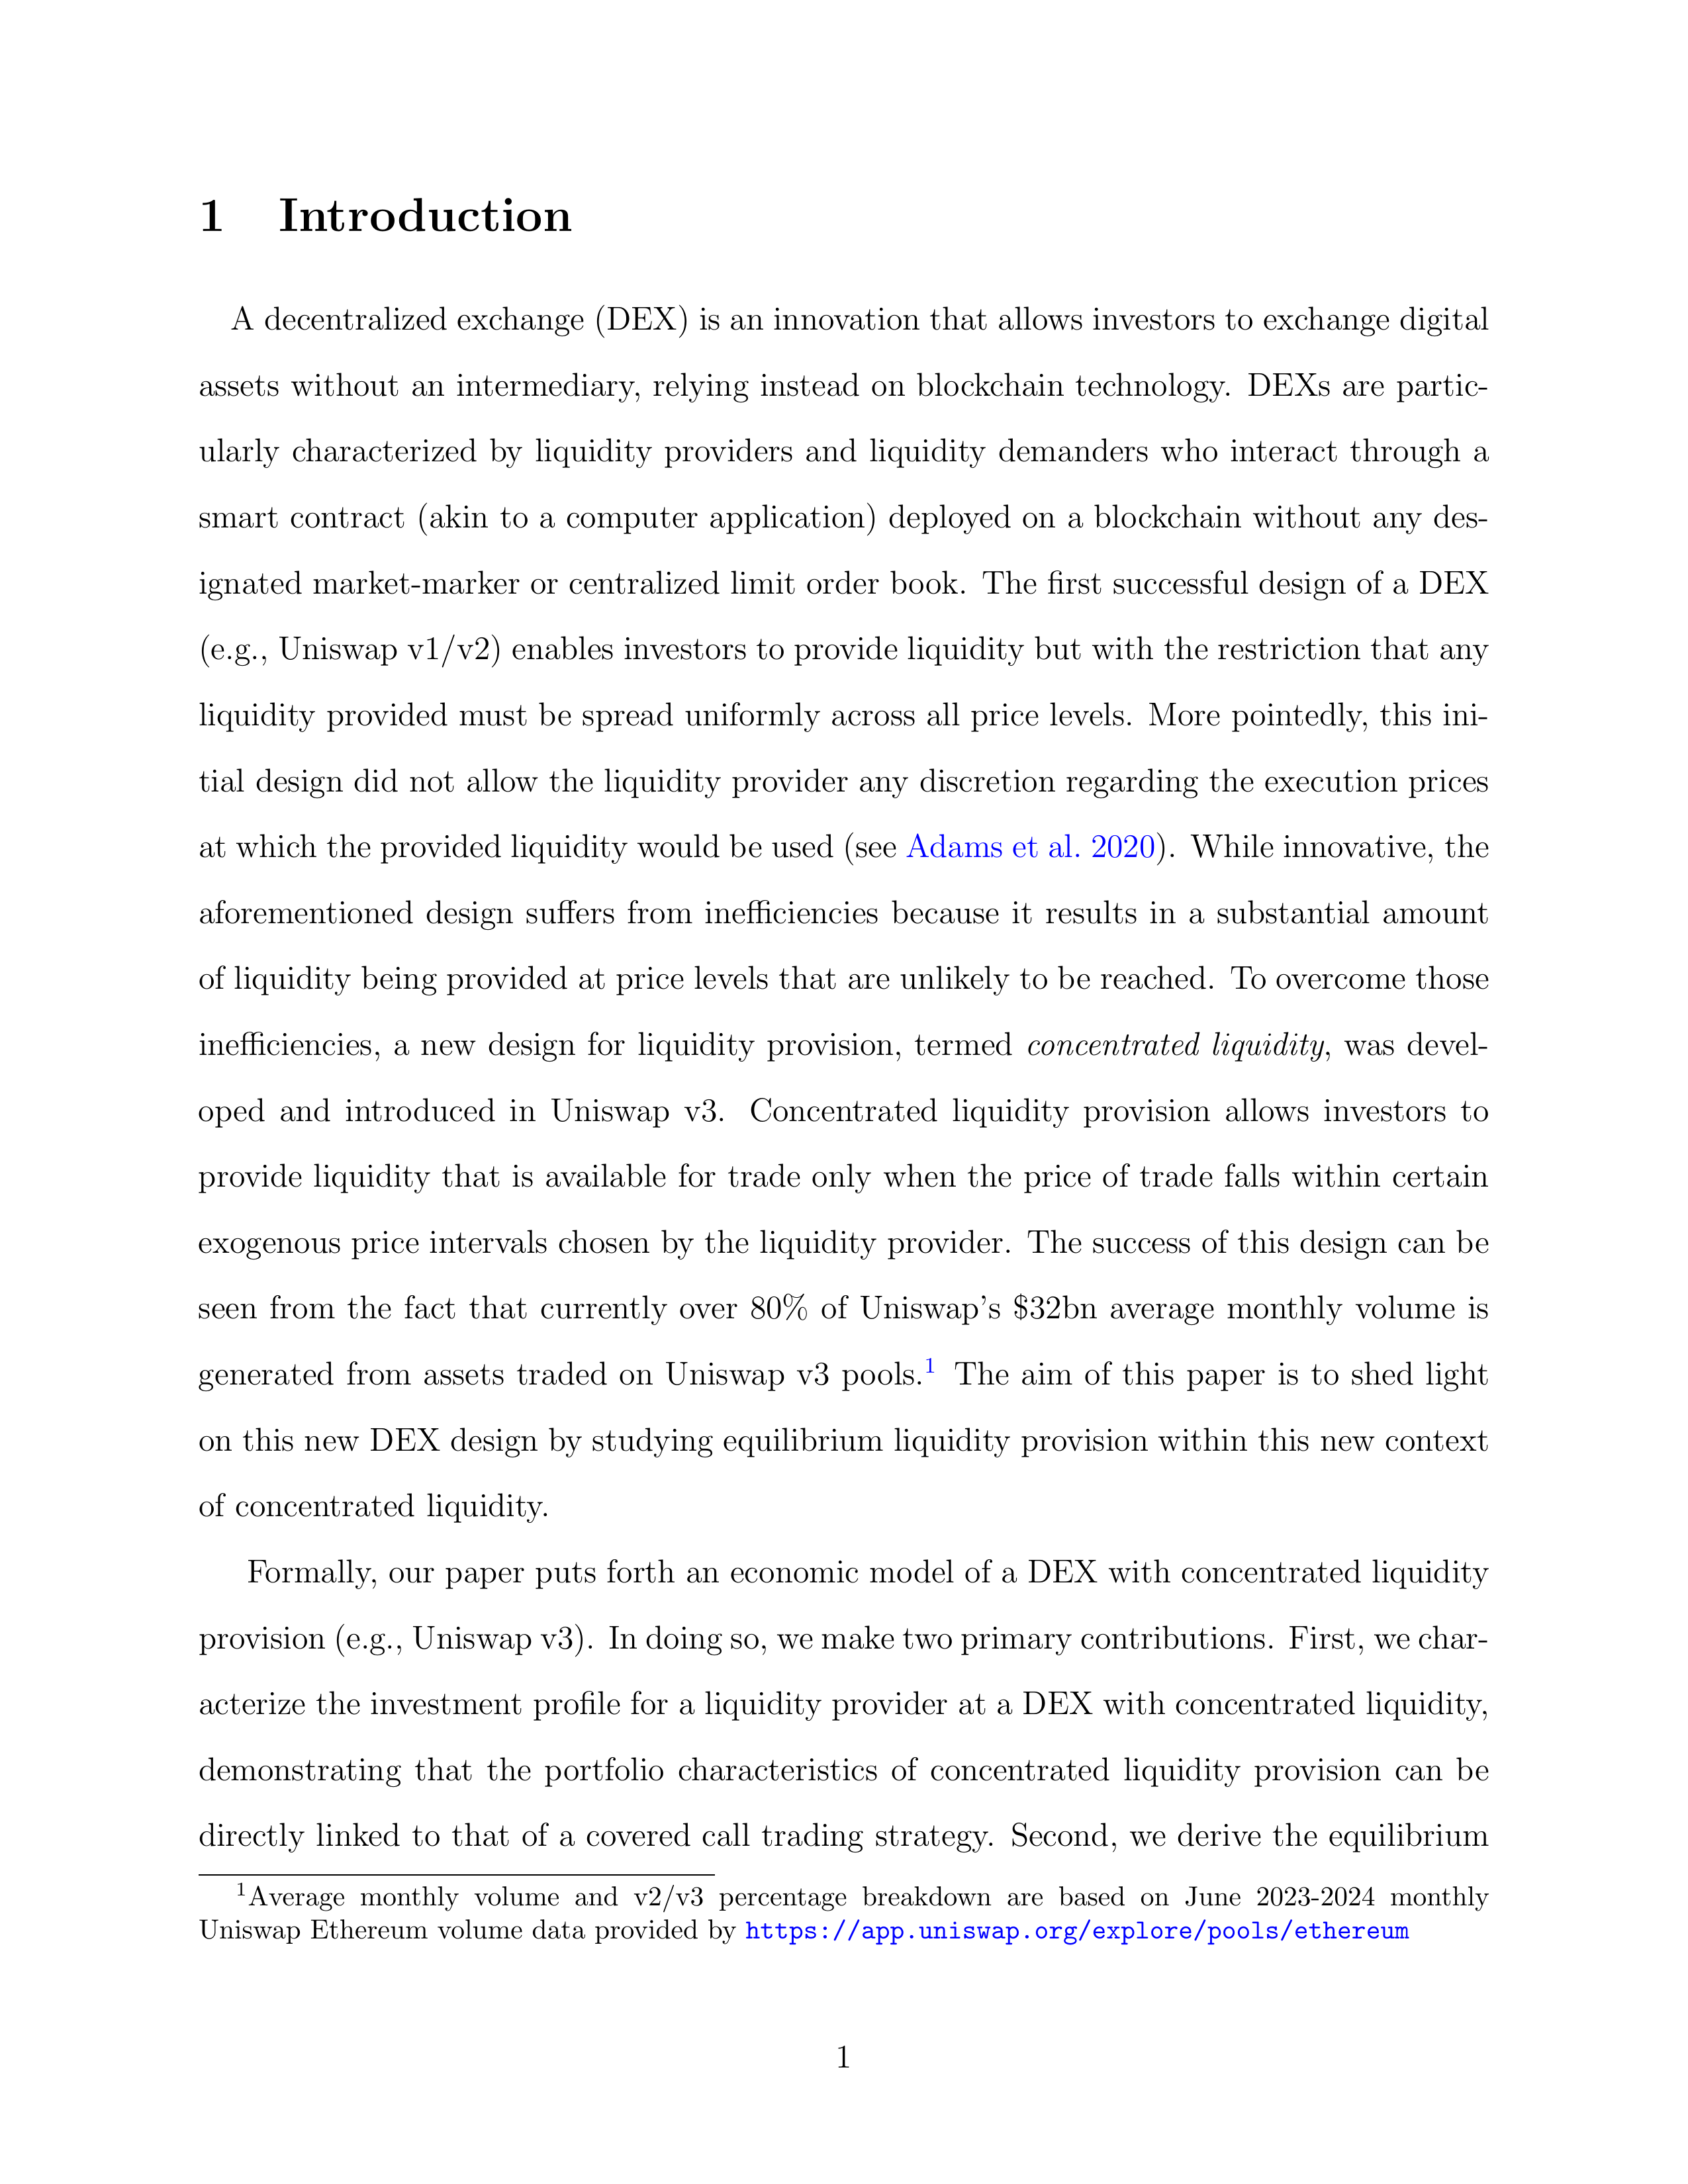 1 Introduction
A decentralized exchange (DEX) is an innovation that allows investors to exchange digital
assets without an intermediary, relying instead on blockchain technology. DEXs are partic-
ularly characterized by liquidity providers and liquidity demanders who interact through a
smart contract (akin to a computer application) deployed on a blockchain without any des-
ignated market-marker or centralized limit order book. The first successful design of a DEX
(e.g., Uniswap v1/v2) enables investors to provide liquidity but with the restriction that any
liquidity provided must be spread uniformly across all price levels. More pointedly, this ini-
tial design did not allow the liquidity provider any discretion regarding the execution prices
at which the provided liquidity would be used (see Adams et al. 2020). While innovative, the
aforementioned design suffers from inefficiencies because it results in a substantial amount
of liquidity being provided at price levels that are unlikely to be reached. To overcome those
inefficiencies, a new design for liquidity provision, termed concentrated liquidity, was devel-
oped and introduced in Uniswap v3. Concentrated liquidity provision allows investors to
provide liquidity that is available for trade only when the price of trade falls within certain
exogenous price intervals chosen by the liquidity provider. The success of this design can be
seen from the fact that currently over 80% of Uniswap's $32bn average monthly volume is
generated from assets traded on Uniswap v3 pools.1 The aim of this paper is to shed light
on this new DEX design by studying equilibrium liquidity provision within this new context
of concentrated liquidity.
Formally, our paper puts forth an economic model of a DEX with concentrated liquidity
provision (e.g., Uniswap v3). In doing so, we make two primary contributions. First, we char-
acterize the investment profile for a liquidity provider at a DEX with concentrated liquidity,
demonstrating that the portfolio characteristics of concentrated liquidity provision can be
directly linked to that of a covered call trading strategy. Second, we derive the equilibrium
1Average monthly volume and v2/v3 percentage breakdown are based on June 2023-2024 monthly
Uniswap Ethereum volume data provided by https://app.uniswap.org/explore/pools/ethereum
1